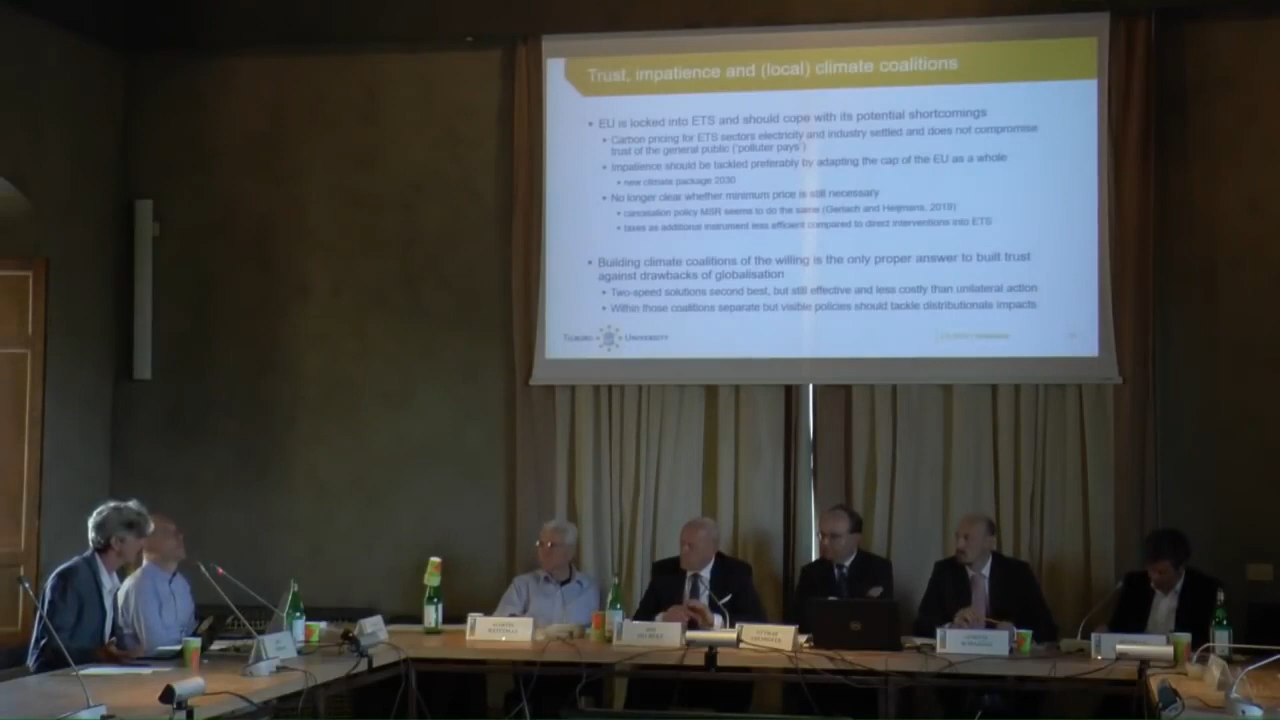 Trust, impatience and (local) climate coalitions
• EU is locked into ETS and should cope with its potential shortcomings
• Carbon pricing for ETS sectors electricity and industry settled and does not compromise
trust of the general public ('polluter pays')
• Impatience should be tackled preferably by adapting the cap of the EU as a whole
• new climate package 2030
• No longer clear whether minimum price is still necessary
• cancelation policy MSR seems to do the same (Gerlach and Heijmans, 2019)
• taxes as additional instrument less efficient compared to direct interventions into ETS
• Building climate coalitions of the willing is the only proper answer to built trust
against drawbacks of globalisation
• Two-speed solutions second best, but still effective and less costly than unilateral action
• Within those coalitions separate but visible policies should tackle distributionale impacts
TILBURG UNIVERSITY
MARTIN
WEITZMAN
JOS
DELBEKE
OTTMAR
EDENHOFER